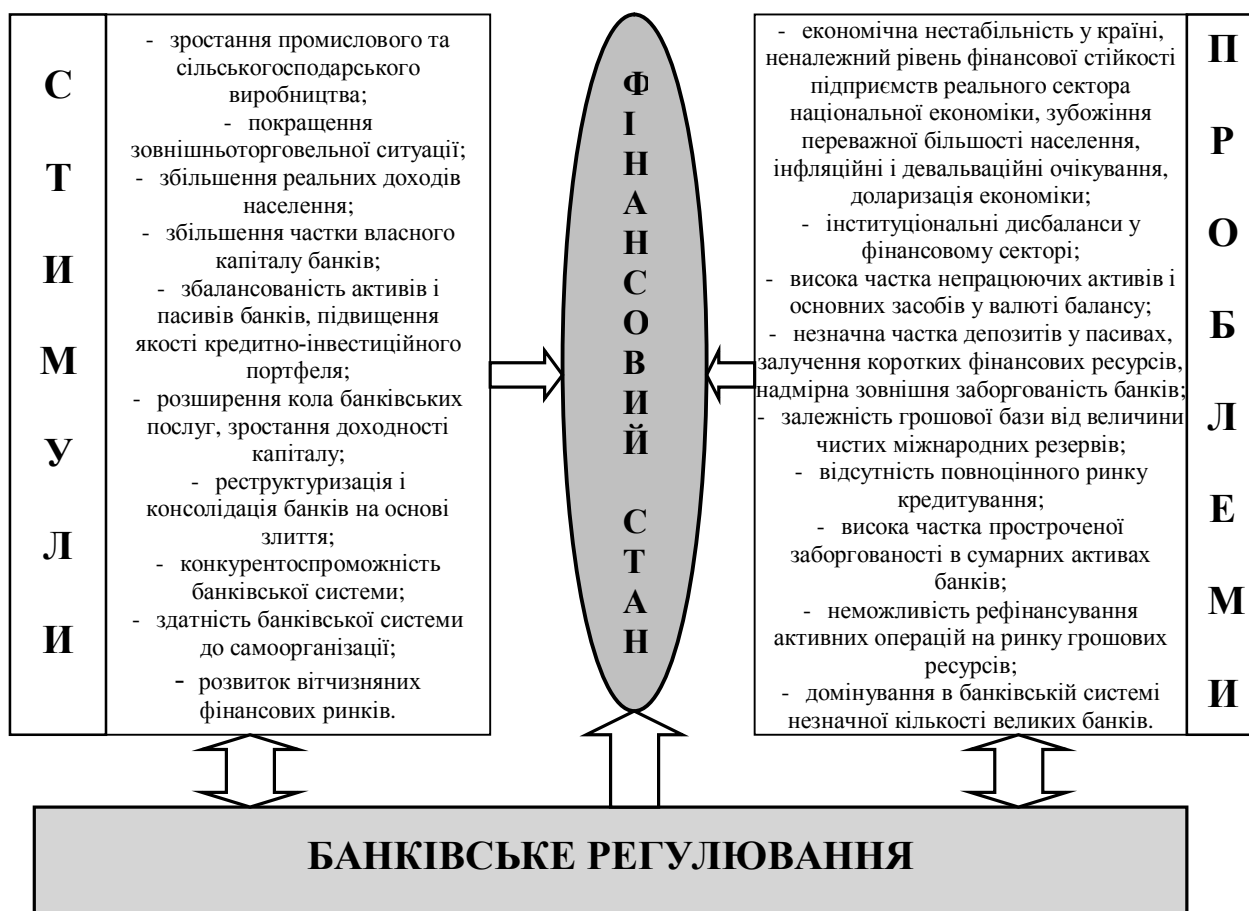 СТИМУЛИ
- зростання промислового та
сільськогосподарського
виробництва;
- покращення
зовнішньоторговельної ситуації;
- збільшення реальних доходів
населення;
- збільшення частки власного
капіталу банків;
- збалансованість активів і
пасивів банків, підвищення
якості кредитно-інвестиційного
портфеля;
- розширення кола банківських
послуг, зростання доходності
капіталу;
- реструктуризація і
консолідація банків на основі
злиття;
- конкурентоспроможність
банківської системи;
- здатність банківської системи
до самоорганізації;
- розвиток вітчизняних
фінансових ринків.
ФІНАНСОВИЙ СТАН
- економічна нестабільність у країні,
неналежний рівень фінансової стійкості
підприємств реального сектора
національної економіки, зубожіння
переважної більшості населення,
інфляційні і девальваційні очікування,
доларизація економіки;
- інституціональні дисбаланси у
фінансовому секторі;
- висока частка непрацюючих активів і
основних засобів у валюті балансу;
- незначна частка депозитів у пасивах,
залучення коротких фінансових ресурсів,
надмірна зовнішня заборгованість банків;
- залежність грошової бази від величини
чистих міжнародних резервів;
- відсутність повноцінного ринку
кредитування;
- висока частка простроченої
заборгованості в сумарних активах
банків;
- неможливість рефінансування
активних операцій на ринку грошових
ресурсів;
- домінування в банківській системі
незначної кількості великих банків.
ПРОБЛЕМИ
БАНКІВСЬКЕ РЕГУЛЮВАННЯ